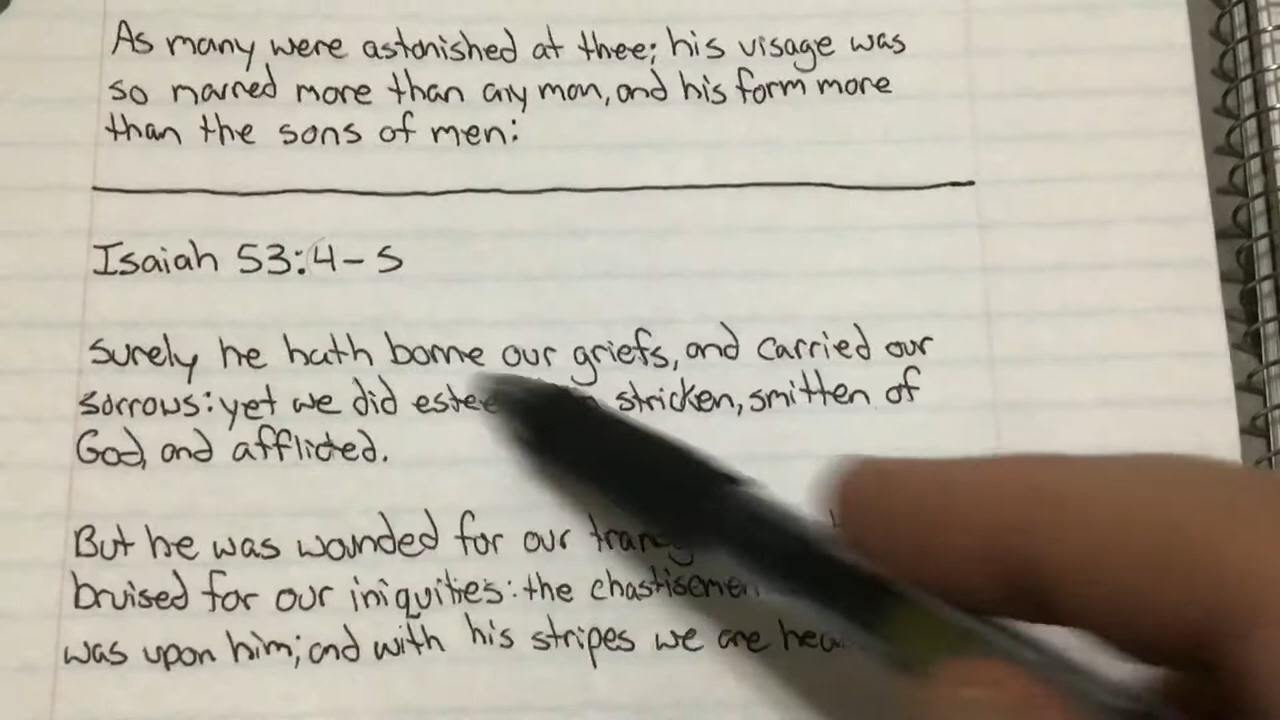 As many were astonished at thee; his visage was
so marred more than any man, and his form more
than the sons of men:
Isaiah 53:4-5
Surely he hath borne our griefs, and carried our
sorrows: yet we did stricken, smitten of
God, and afflicted.
But he was wounded for our
bruised for our iniquities: the
was upon him; and with his stripes we are